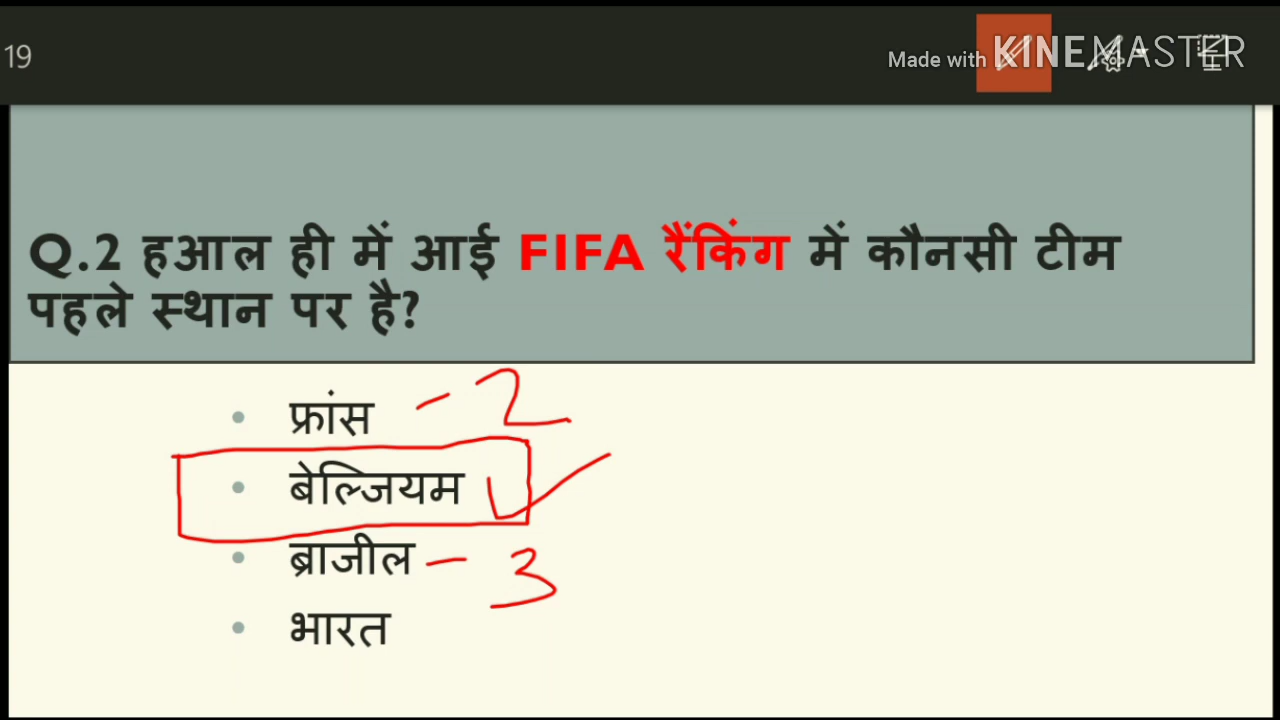 19
Made with KINEMASTER
Q.2 हआल ही में आई FIFA रैंकिंग में कौनसी टीम
पहले स्थान पर है?
फ्रांस - 2
बेल्जियम
ब्राजील - 3
भारत